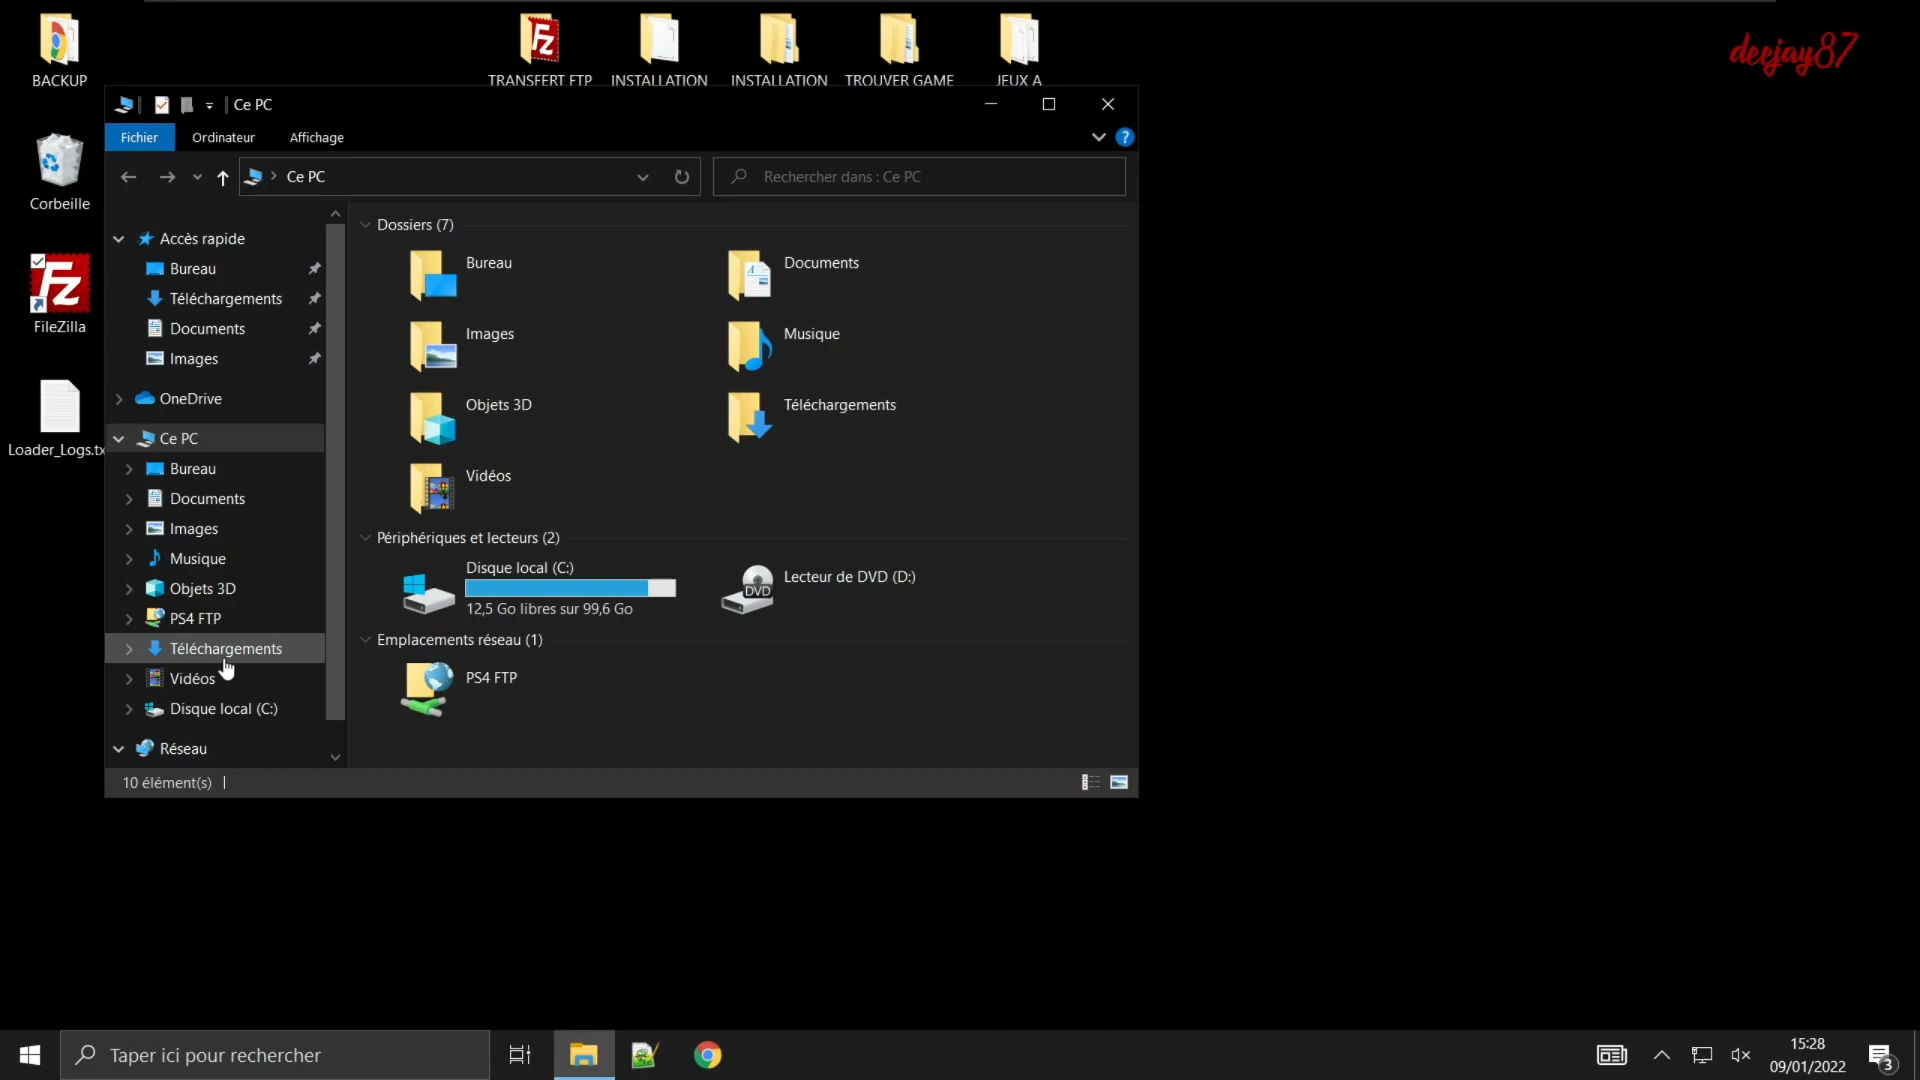 BACKUP
TRANSFERT FTP
INSTALLATION
INSTALLATION
TROUVER GAME
JEUX A
deejay87
Corbeille
FileZilla
Loader_Logs.tx
Ce PC
Fichier
Ordinateur
Affichage
?
Ce PC
Rechercher dans : Ce PC
Accès rapide
Bureau
Téléchargements
Documents
Images
OneDrive
Ce PC
Bureau
Documents
Images
Musique
Objets 3D
PS4 FTP
Téléchargements
Vidéos
Disque local (C:)
Réseau
Dossiers (7)
Bureau
Documents
Images
Musique
Objets 3D
Téléchargements
Vidéos
Périphériques et lecteurs (2)
Disque local (C:)
12,5 Go libres sur 99,6 Go
DVD
Lecteur de DVD (D:)
Emplacements réseau (1)
PS4 FTP
10 élément(s)
Taper ici pour rechercher
15:28
09/01/2022
3